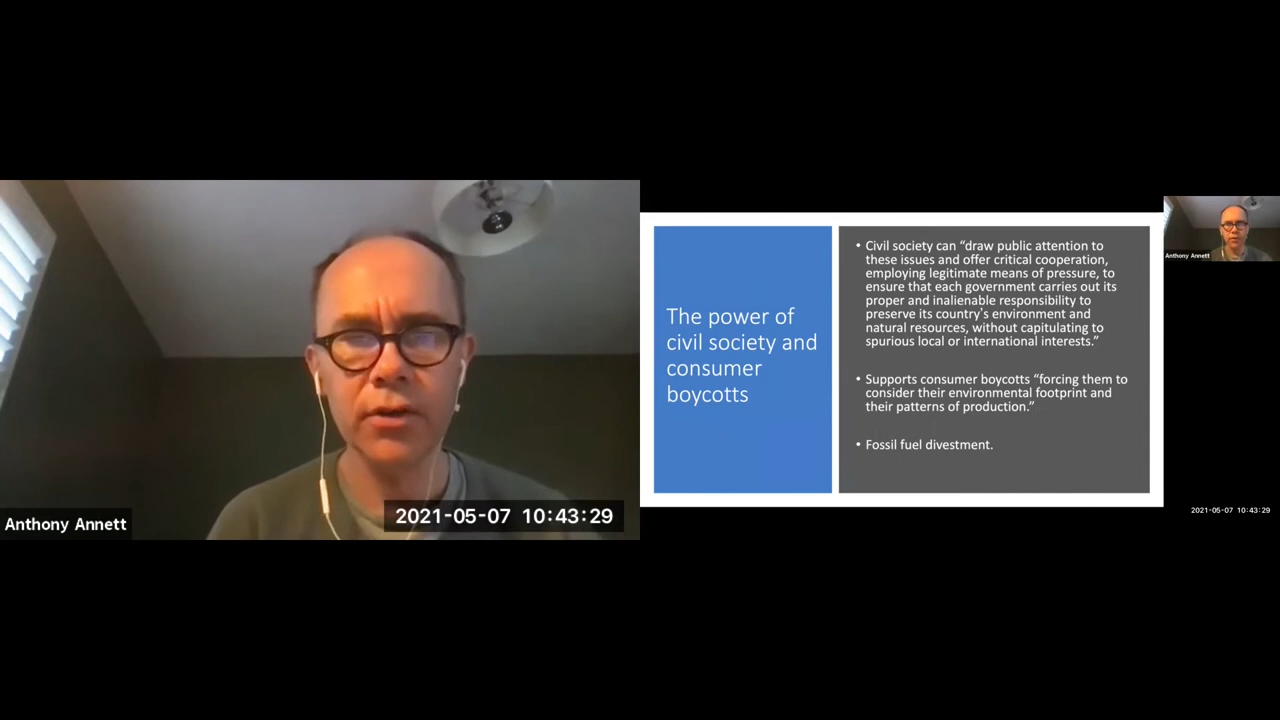 Anthony Annett
2021-05-07 10:43:29
The power of
civil society and
consumer
boycotts
• Civil society can “draw public attention to
these issues and offer critical cooperation,
employing legitimate means of pressure, to
ensure that each government carries out its
proper and inalienable responsibility to
preserve its country's environment and
natural resources, without capitulating to
spurious local or international interests.”
• Supports consumer boycotts “forcing them to
consider their environmental footprint and
their patterns of production.”
• Fossil fuel divestment.
Anthony Annett
2021-05-07 10:43:29